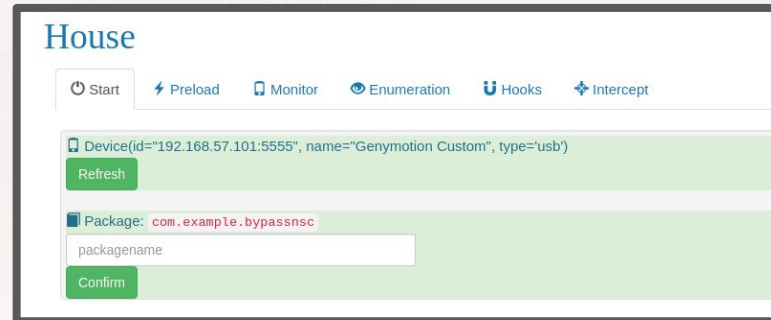 House
Start Preload Monitor Enumeration Hooks Intercept
Device(id="192.168.57.101:5555", name="Genymotion Custom", type='usb')
Refresh
Package: com.example.bypassnsc
packagename
Confirm